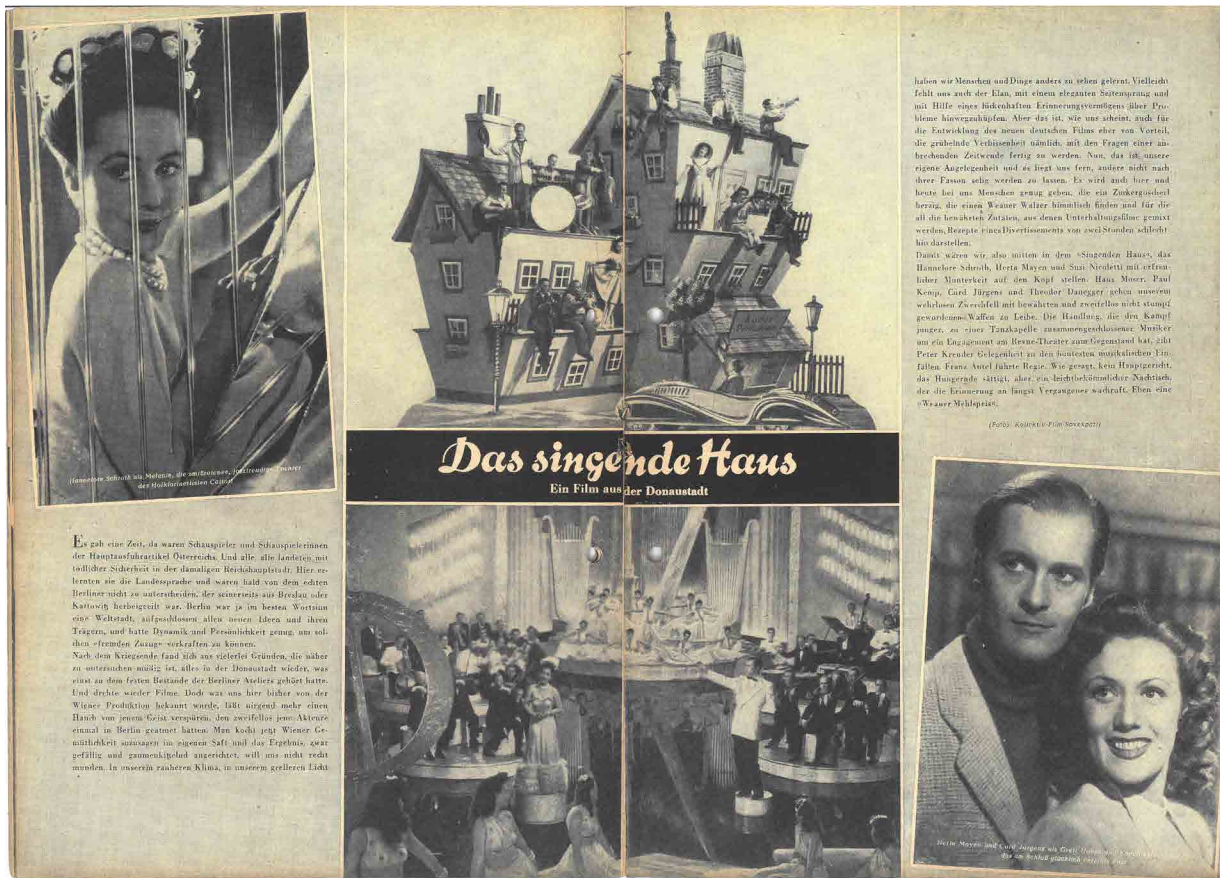 Hannelore Schroth als Melanie, die
des Hofklarinettisten
Das singende Haus
Ein Film aus der Donaustadt
Es gab eine Zeit, da waren Schauspieler und Schauspielerinnen
der Hauptausfuhrartikel Österreichs. Und alle, alle landeten mit
tödlicher Sicherheit in der damaligen Reichshauptstadt. Hier er-
lernten sie die Landessprache und waren bald von dem echten
Berliner nicht zu unterscheiden, der seinerseits aus Breslau oder
Kattowitz herbeigeeilt war. Berlin war ja im besten Wortsinn
eine Weltstadt, aufgeschlossen allen neuen Ideen und ihren
Trägern, und hatte Dynamik und Persönlichkeit genug, um sol-
chen »fremden Zuzug« verkraften zu können.
Nach dem Kriegsende fand sich aus vielerlei Gründen, die näher
zu untersuchen müßig ist, alles in der Donaustadt wieder, was
einst zu dem festen Bestande der Berliner Ateliers gehört hatte.
Und drehte wieder Filme. Doch was uns hier bisher von der
Wiener Produktion bekannt wurde, läßt nirgend mehr einen
Hauch von jenem Geist verspüren, den zweifellos jene Akteure
einmal in Berlin geatmet hatten. Man kocht jetzt Wiener Ge-
mütlichkeit sozusagen im eigenen Saft und das Ergebnis, zwar
gefällig und gaumenkitzelnd angerichtet, will uns nicht recht
munden. In unserem rauheren Klima, in unserem grelleren Licht
haben wir Menschen und Dinge anders zu sehen gelernt. Vielleicht
fehlt uns auch der Elan, mit einem eleganten Seitensprung und
mit Hilfe eines lückenhaften Erinnerungsvermögens über Pro-
bleme hinwegzuhüpfen. Aber das ist, wie uns scheint, auch für
die Entwicklung des neuen deutschen Films eher von Vorteil,
die grübelnde Verbissenheit nämlich, mit den Fragen einer an-
brechenden Zeitwende fertig zu werden. Nun, das ist unsere
eigene Angelegenheit und es liegt uns fern, andere nicht nach
ihrer Fasson selig werden zu lassen. Es wird auch hier und
heute bei uns Menschen genug geben, die ein Zuckergoscherl
herzig, die einen Weaner Walzer himmlisch finden und für die
all die bewährten Zutaten, aus denen Unterhaltungsfilme gemixt
werden, Rezepte eines Divertissements von zwei Stunden schlecht
hin darstellen.
Damit wären wir also mitten in dem »Singenden Haus«, das
Hannelore Schroth, Herta Mayen und Susi Nicoletti mit erfreu-
licher Munterkeit auf den Kopf stellen. Hans Moser, Paul
Kemp, Curd Jürgens und Theodor Danegger gehen unserem
wehrlosen Zwerchfell mit bewährten und zweifellos nicht stumpf
gewordenen Waffen zu Leibe. Die Handlung, die den Kampf
junger, zu einer Tanzkapelle zusammengeschlossener Musiker
um ein Engagement am Revue-Theater zum Gegenstand hat, gibt
Peter Kreuder Gelegenheit zu den buntesten musikalischen Ein-
fällen. Franz Antel führte Regie. Wie gesagt, kein Hauptgericht,
das Hungernde sättigt, aber ein leichtbekömmlicher Nachtisch,
der die Erinnerung an längst Vergangenes wachruft. Eben eine
»Weaner Mehlspeis«.
(Fotos: Kollektiv-Film-Sovexport)
Herta Mayen und Curd Jürgens als
die am Schluß glücklich vereinte Paar